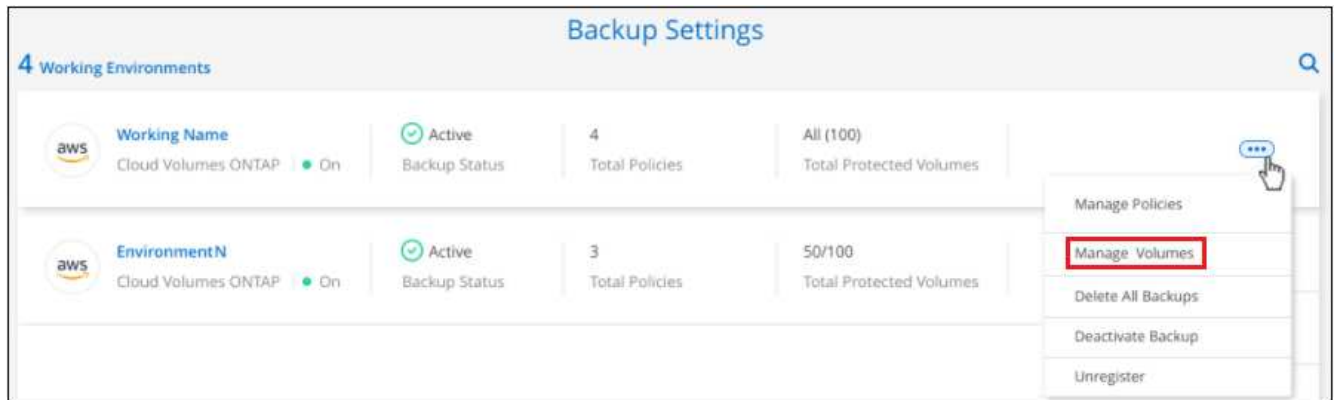 Backup Settings
4 Working Environments
aws
Working Name
Cloud Volumes ONTAP
On
Active
Backup Status
4
Total Policies
All (100)
Total Protected Volumes
Manage Policies
Manage Volumes
Delete All Backups
Deactivate Backup
Unregister
aws
EnvironmentN
Cloud Volumes ONTAP
On
Active
Backup Status
3
Total Policies
50/100
Total Protected Volumes